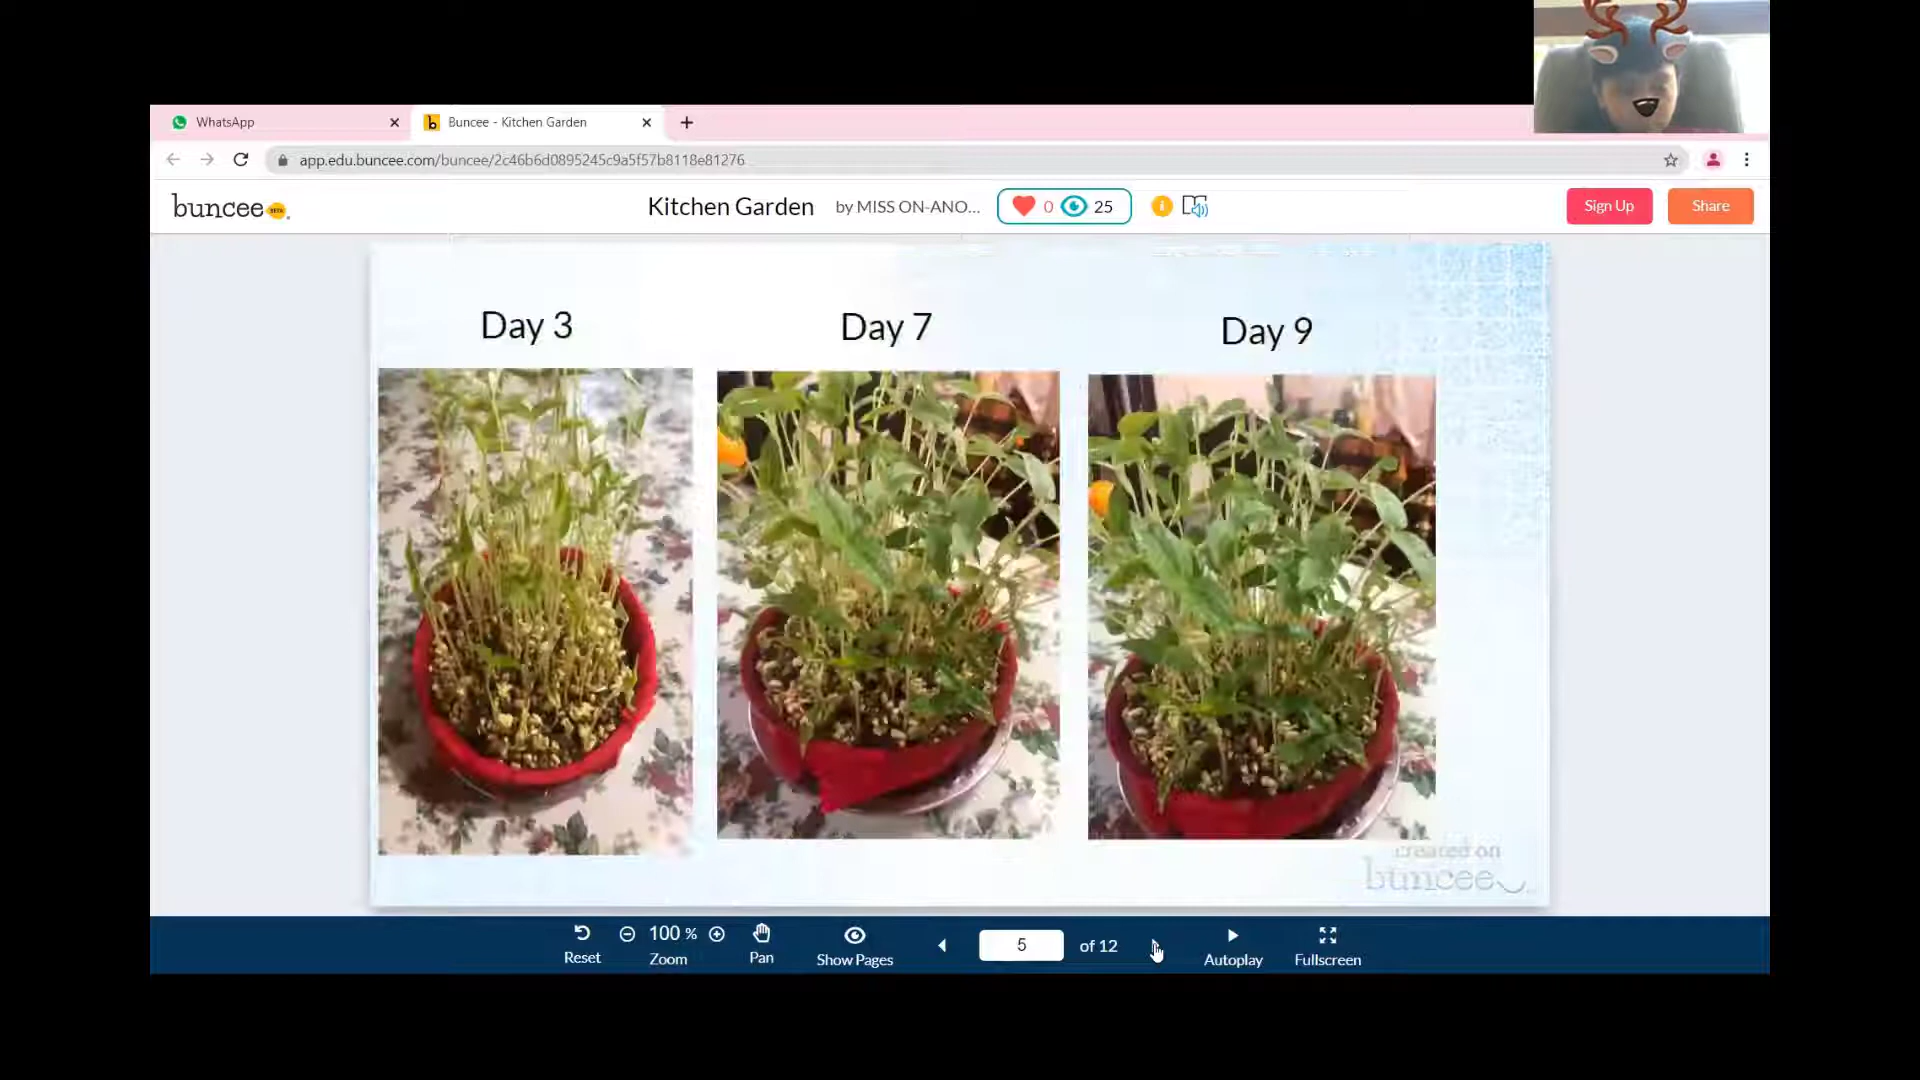 WhatsApp
Buncee - Kitchen Garden
app.edu.buncee.com/buncee/2c46b6d0895245c9a5f57b8118e81276
buncee BETA
Kitchen Garden
by MISS ON-ANO...
0
25
Sign Up
Share
Day 3
Day 7
Day 9
created on
buncee
Reset
100 %
Zoom
Pan
Show Pages
5
of 12
Autoplay
Fullscreen